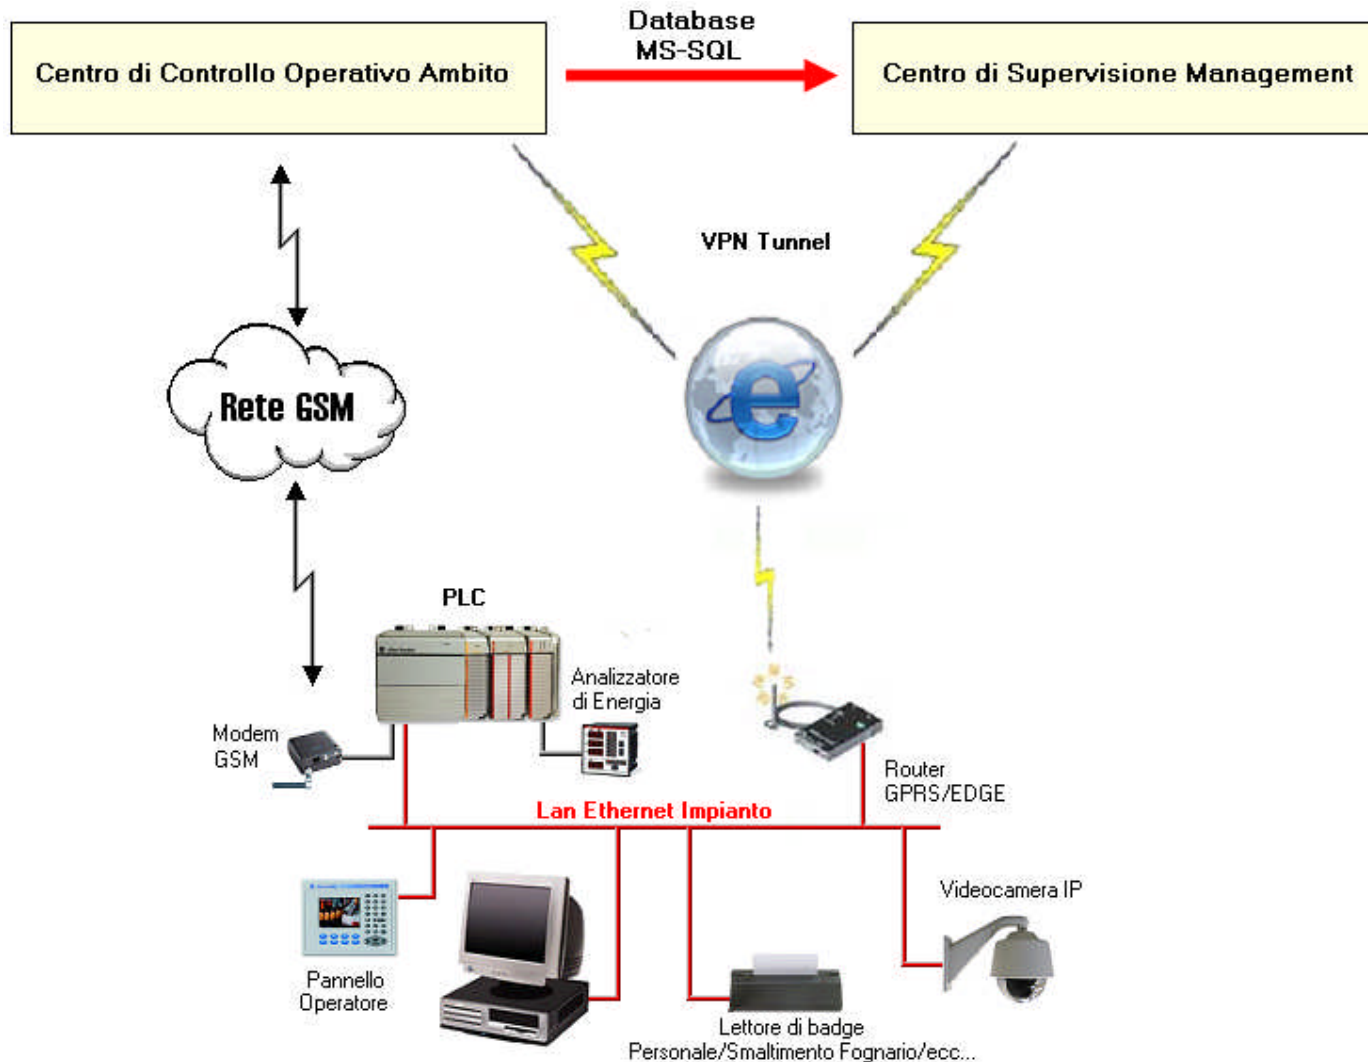 Database
MS-SQL
Centro di Controllo Operativo Ambito
Centro di Supervisione Management
VPN Tunnel
Rete GSM
e
PLC
Analizzatore
di Energia
Modem
GSM
Router
GPRS/EDGE
Lan Ethernet Impianto
Videocamera IP
Pannello
Operatore
Lettore di badge
Personale/Smaltimento Fognario/ecc...